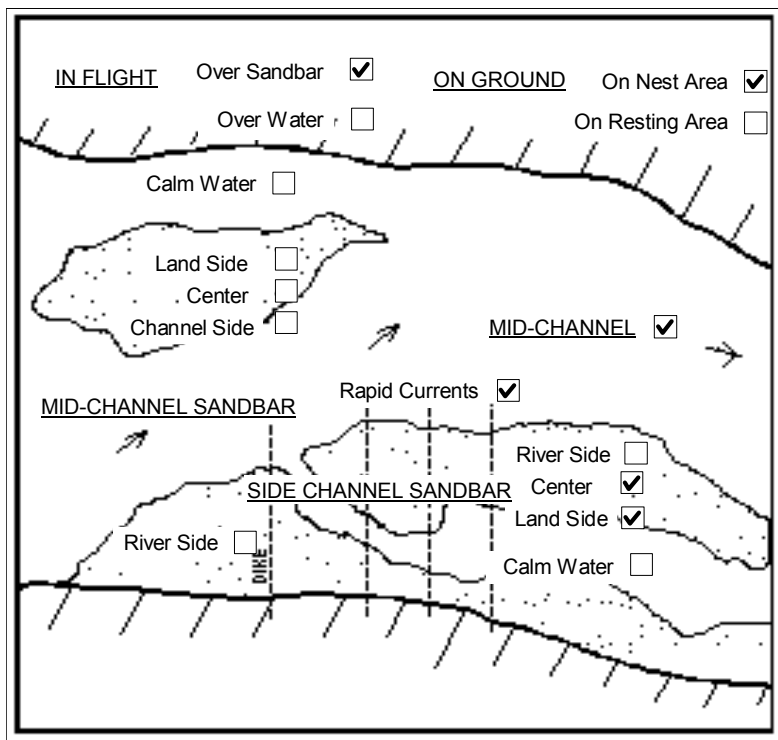 IN FLIGHT
Over Sandbar
ON GROUND
On Nest Area
Over Water
On Resting Area
Calm Water
Land Side
Center
Channel Side
MID-CHANNEL
Rapid Currents
MID-CHANNEL SANDBAR
River Side
SIDE CHANNEL SANDBAR
Center
Land Side
River Side
DIKE
Calm Water